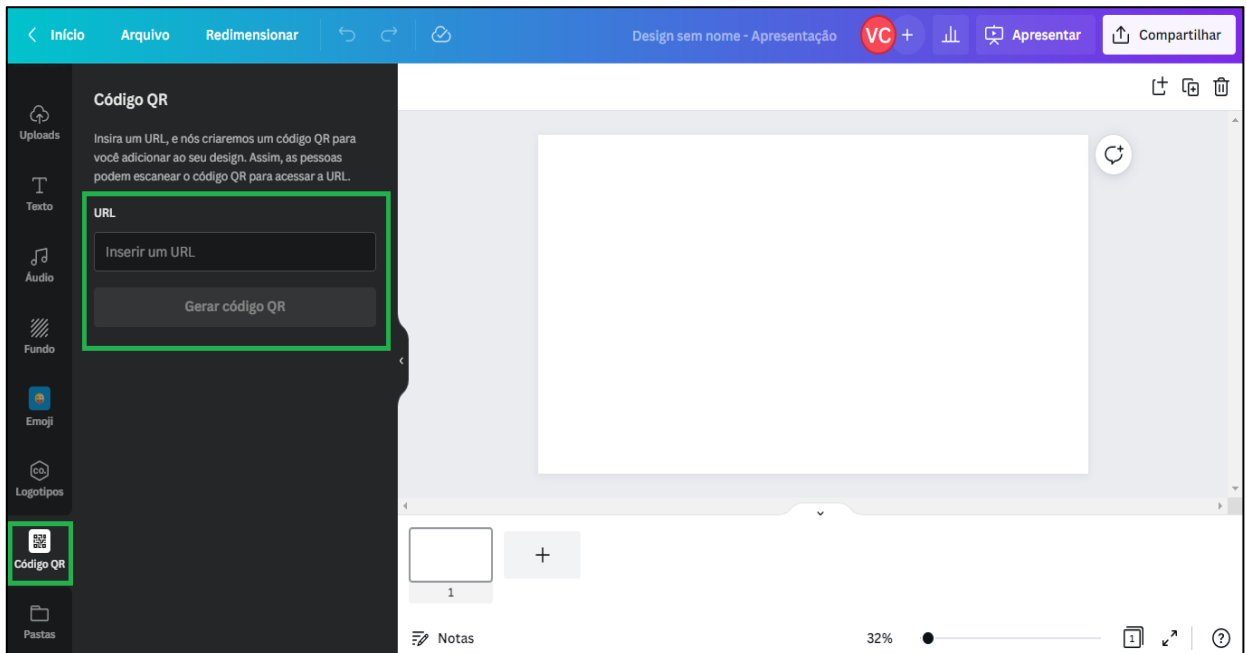 Início Arquivo Redimensionar Design sem nome - Apresentação VC + Apresentar Compartilhar
Uploads
Texto
Áudio
Fundo
Emoji
CO.
Logotipos
Código QR
Pastas
Código QR
Insira um URL, e nós criaremos um código QR para
você adicionar ao seu design. Assim, as pessoas
podem escanear o código QR para acessar a URL.
URL
Inserir um URL
Gerar código QR
1
Notas
32%
1
?